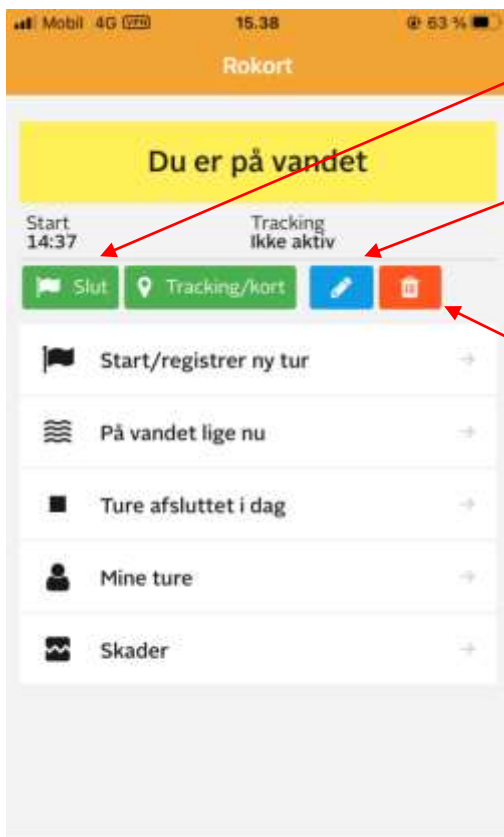 Mobil 4G VPN 15.38 63 %
Rokort
Du er på vandet
Start Tracking
14:37 Ikke aktiv
Slut Tracking/kort
Start/registrer ny tur
På vandet lige nu
Ture afsluttet i dag
Mine ture
Skader